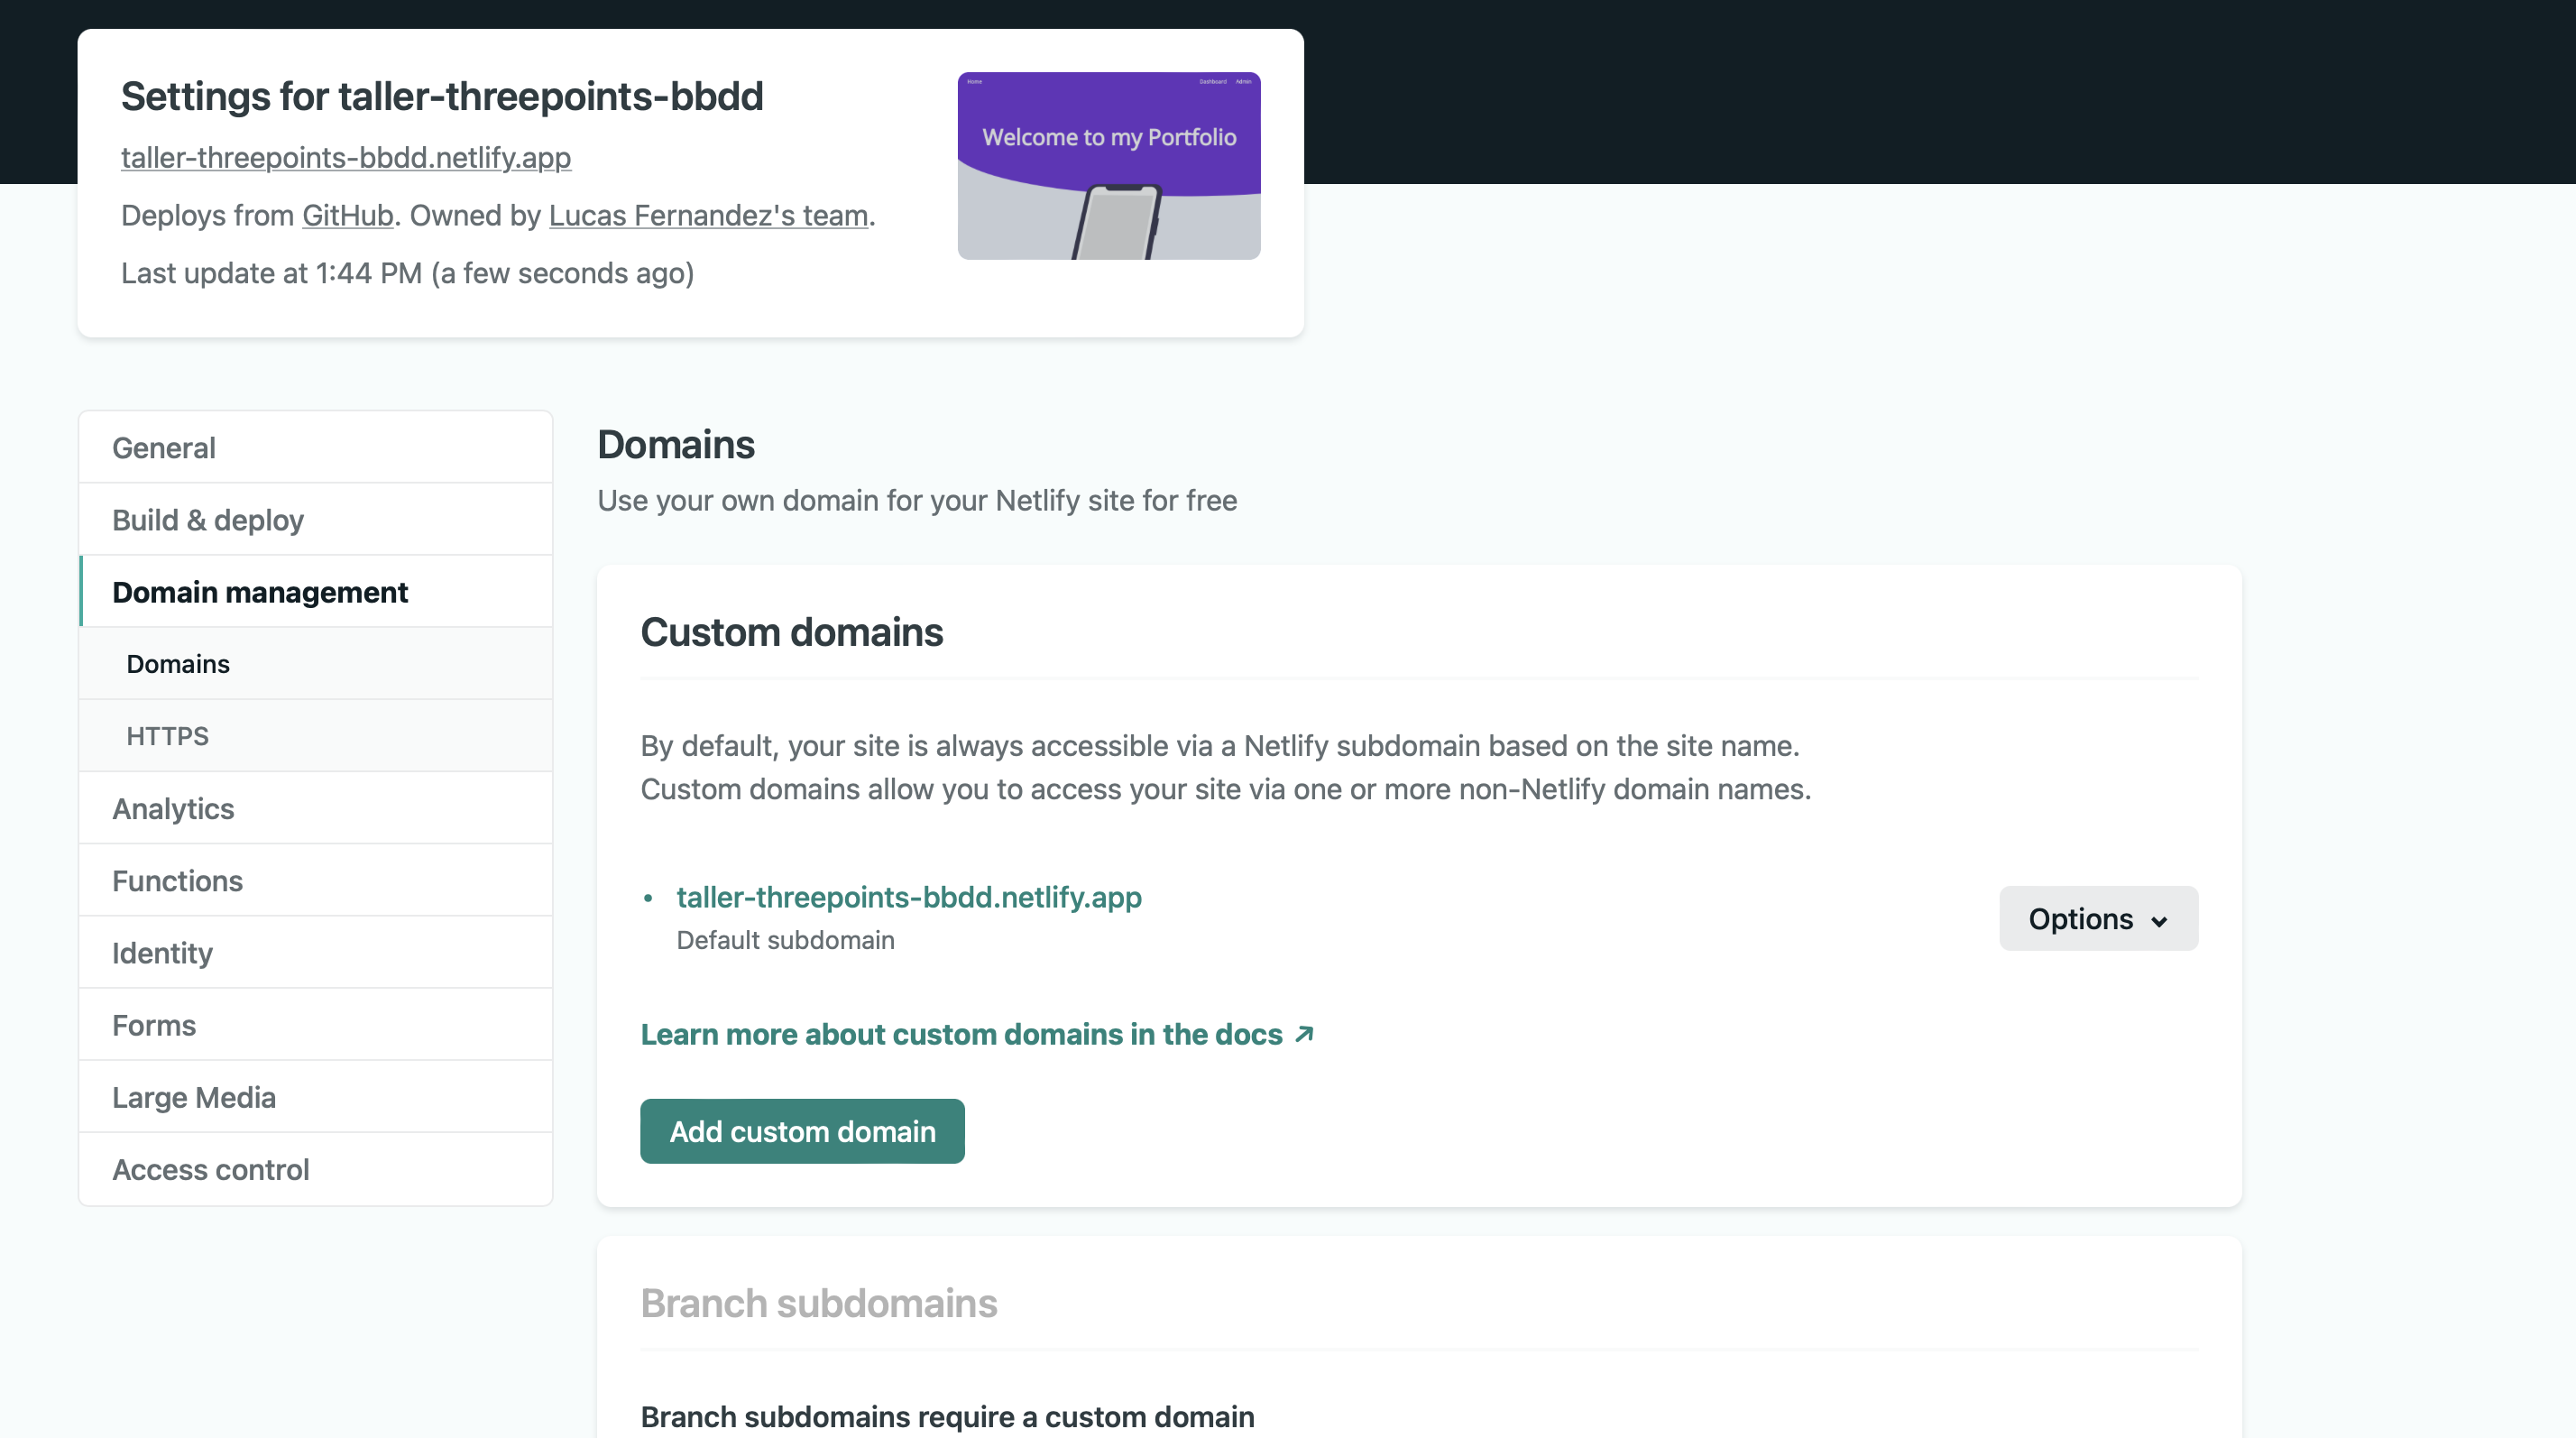 Settings for taller-threepoints-bbdd
taller-threepoints-bbdd.netlify.app
Deploys from GitHub. Owned by Lucas Fernandez's team.
Last update at 1:44 PM (a few seconds ago)
Home
Dashboard Admin
Welcome to my Portfolio
General
Build & deploy
Domain management
Domains
HTTPS
Analytics
Functions
Identity
Forms
Large Media
Access control
Domains
Use your own domain for your Netlify site for free
Custom domains
By default, your site is always accessible via a Netlify subdomain based on the site name.
Custom domains allow you to access your site via one or more non-Netlify domain names.
• taller-threepoints-bbdd.netlify.app
Default subdomain
Options
Learn more about custom domains in the docs ↗
Add custom domain
Branch subdomains
Branch subdomains require a custom domain